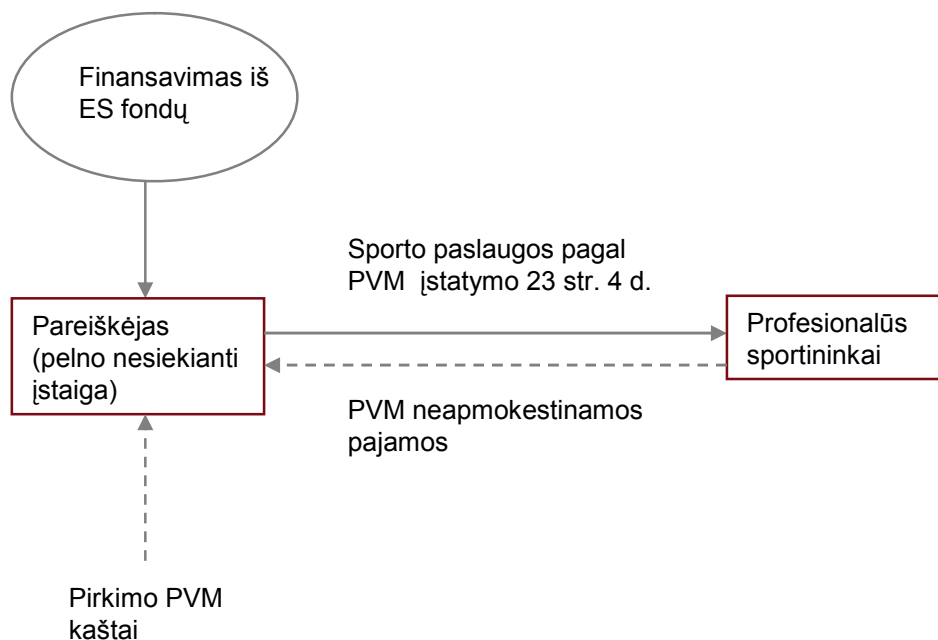 Finansavimas iš
ES fondų
Sporto paslaugos pagal
PVM įstatymo 23 str. 4 d.
Pareiškėjas
(pelno nesiekianti
įstaiga)
Profesionalūs
sportininkai
PVM neapmokestinamos
pajamos
Pirkimo PVM
kaštai